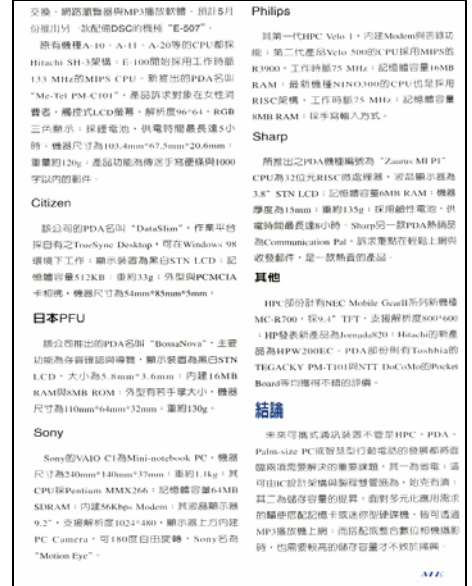 交換、網路瀏覽器與MP3播放軟體。預計5月
份推出另一款配備DSC的機種“E-507”。
原有機種A-10、A-11、A-20等的CPU都採
Hitachi SH-3架構；E-100開始採用工作時脈
133 MHz的MIPS CPU。新推出的PDA名叫
“Me-Tel PM-C101”，產品訴求對象在女性消
費者，觸控式LCD螢幕，解析度96*64，RGB
三角顯示；採鋰電池，供電時間最長達5小
時。機器尺寸為103.4mm*67.5mm*20.6mm；
重量約120g；產品功能為傳送手寫便條與1000
字以內的郵件。
Citizen
該公司的PDA名叫“DataSlim”，作業平台
採自有之TrueSync Desktop，可在Windows 98
環境下工作；顯示裝置為黑白STN LCD；記
憶體容量512KB；重約33g；外型與PCMCIA
卡相彿，機器尺寸為54mm*85mm*5mm。
日本PFU
該公司推出的PDA名叫“BossaNova”，主要
功能為存貨確認與導覽，顯示裝置為黑白STN
LCD，大小為5.8mm*3.6mm；內建16MB
RAM與8MB ROM；外型有若手掌大小，機器
尺寸為110mm*64mm*32mm；重約130g。
Sony
Sony的VAIO C1為Mini-notebook PC，機器
尺寸為240mm*140mm*37mm；重約1.1kg；其
CPU採Pentium MMX266；記憶體容量64MB
SDRAM；內建56Kbps Modem；其液晶顯示器
9.2”，支援解析度1024*480，顯示器上方內建
PC Camera，可180度自由旋轉，Sony名為
“Motion Eye”。
Philips
其第一代HPC Velo 1，內建Modem與答錄功
能；第二代產品Velo 500的CPU採用MIPS的
R3900，工作時脈75 MHz，記憶體容量16MB
RAM。最新機種NINO300的CPU也是採用
RISC架構，工作時脈75 MHz；記憶體容量
8MB RAM；採手寫輸入方式。
Sharp
所推出之PDA機種編號為“Zaurus MI P1”
CPU為32位元RISC微處理器，液晶顯示器為
3.8” STN LCD；記憶體容量6MB RAM；機器
厚度為15mm；重約135g；採用鹼性電池，供
電時間最長達8小時。Sharp另一款PDA熱銷品
為Communication Pal，訴求重點在輕鬆上網與
收發郵件，是一款熱賣的產品。
其他
HPC部份計有NEC Mobile GearII系列新機種
MC-R700，採9.4” TFT，支援解析度800*600
；HP發表新產品為Jornada820；Hitachi的新產
品為HPW200EC。PDA部份則有Toshbia的
TEGACKY PM-T101與NTT DoCoMo的Pocket
Board等均獲得不錯的評價。
結論
未來可攜式通訊裝置不管是HPC、PDA、
Palm-size PC或智慧型行動電話的發展都將面
臨兩項需要解決的重要課題，其一為省電；這
可由IC設計架構與製程雙管施為，始克有濟；
其二為儲存容量的提昇。面對多元化應用需求
的驅使搭配記憶卡或迷你型硬碟機，皆可透過
MP3播放機上網；而搭配或整合數位相機攝影
時，也需要較高的儲存容量才不致於掃興。